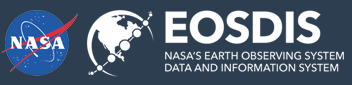 NASA
EOSDIS
NASA'S EARTH OBSERVING SYSTEM
DATA AND INFORMATION SYSTEM